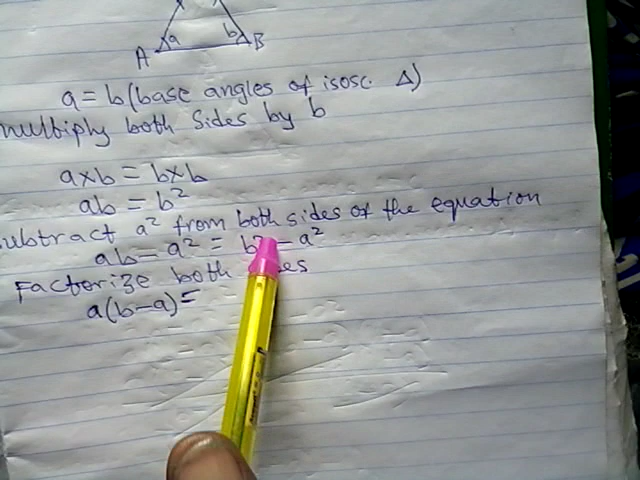 a b
A B
a = b (base angles of isosc. Δ)
multiply both sides by b
a x b = b x b
ab = b²
subtract a² from both sides of the equation
ab - a² = b² - a²
Factorize both
a(b-a) =